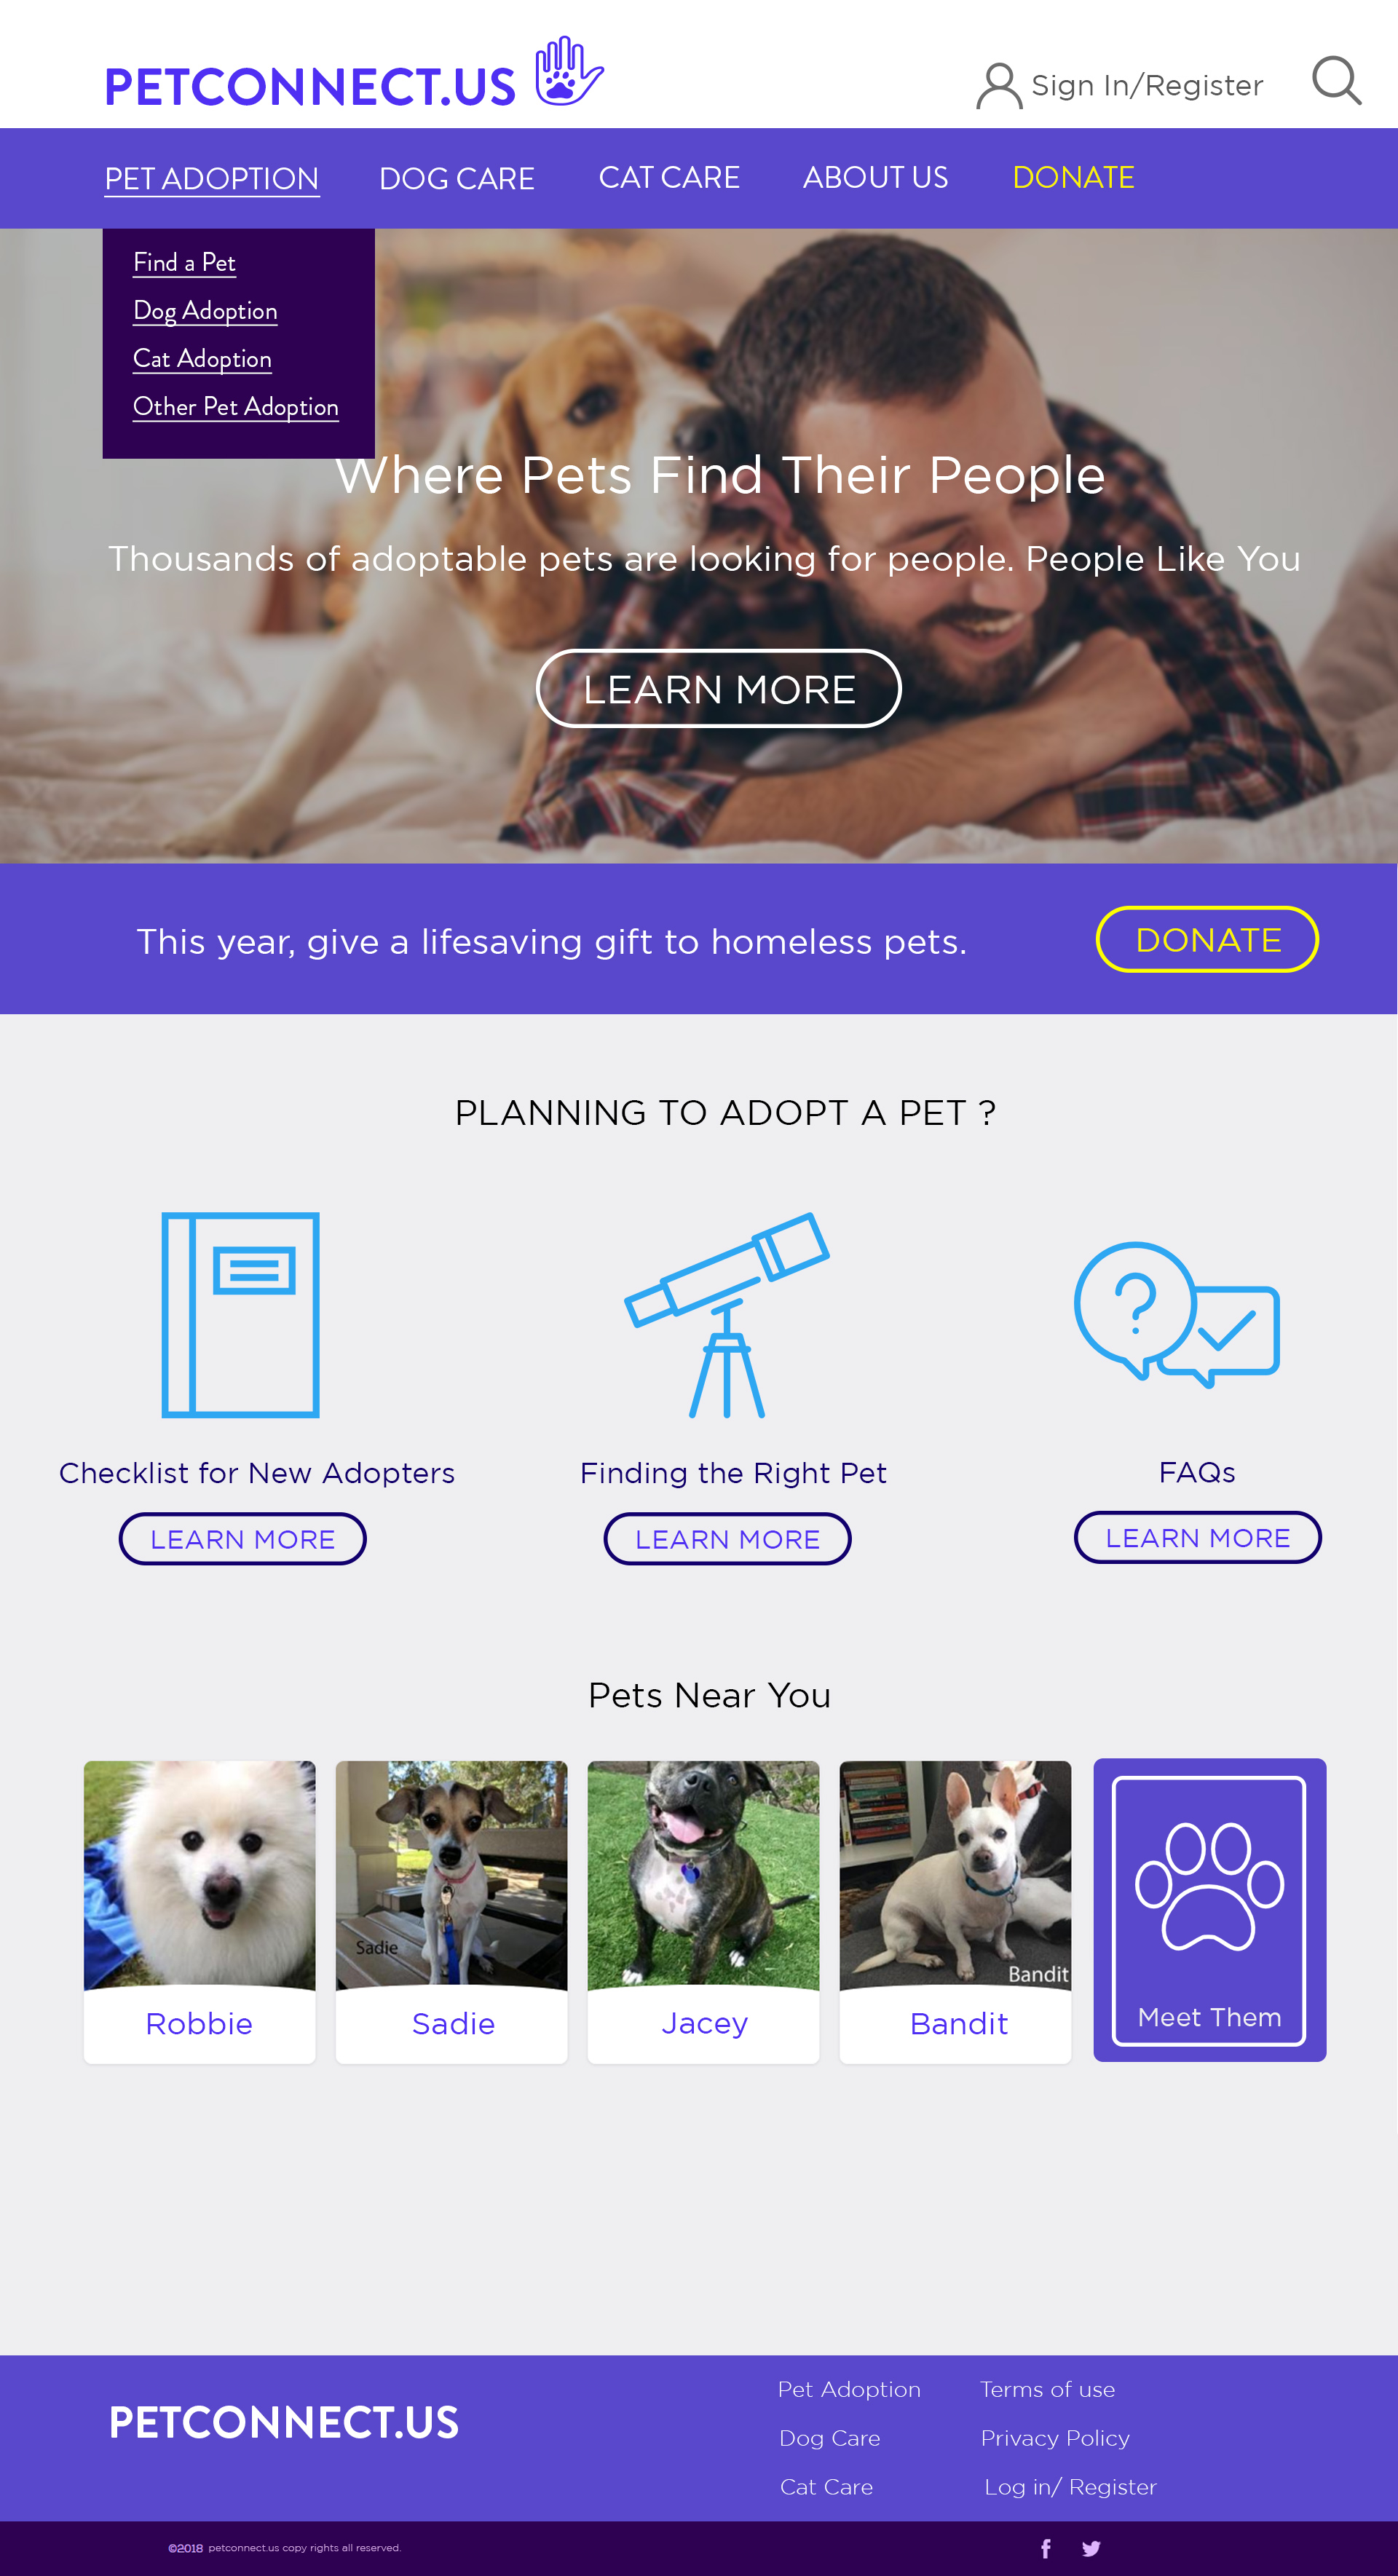 PETCONNECT.US
Sign In/Register
PET ADOPTION DOG CARE CAT CARE ABOUT US DONATE
Find a Pet
Dog Adoption
Cat Adoption
Other Pet Adoption
Where Pets Find Their People
Thousands of adoptable pets are looking for people. People Like You
LEARN MORE
This year, give a lifesaving gift to homeless pets.
DONATE
PLANNING TO ADOPT A PET ?
?
Checklist for New Adopters
LEARN MORE
Finding the Right Pet
LEARN MORE
FAQs
LEARN MORE
Pets Near You
Sadie
Bandit
Robbie
Sadie
Jacey
Bandit
Meet Them
PETCONNECT.US
Pet Adoption
Dog Care
Cat Care
Terms of use
Privacy Policy
Log in/ Register
©2018 petconnect.us copy rights all reserved.